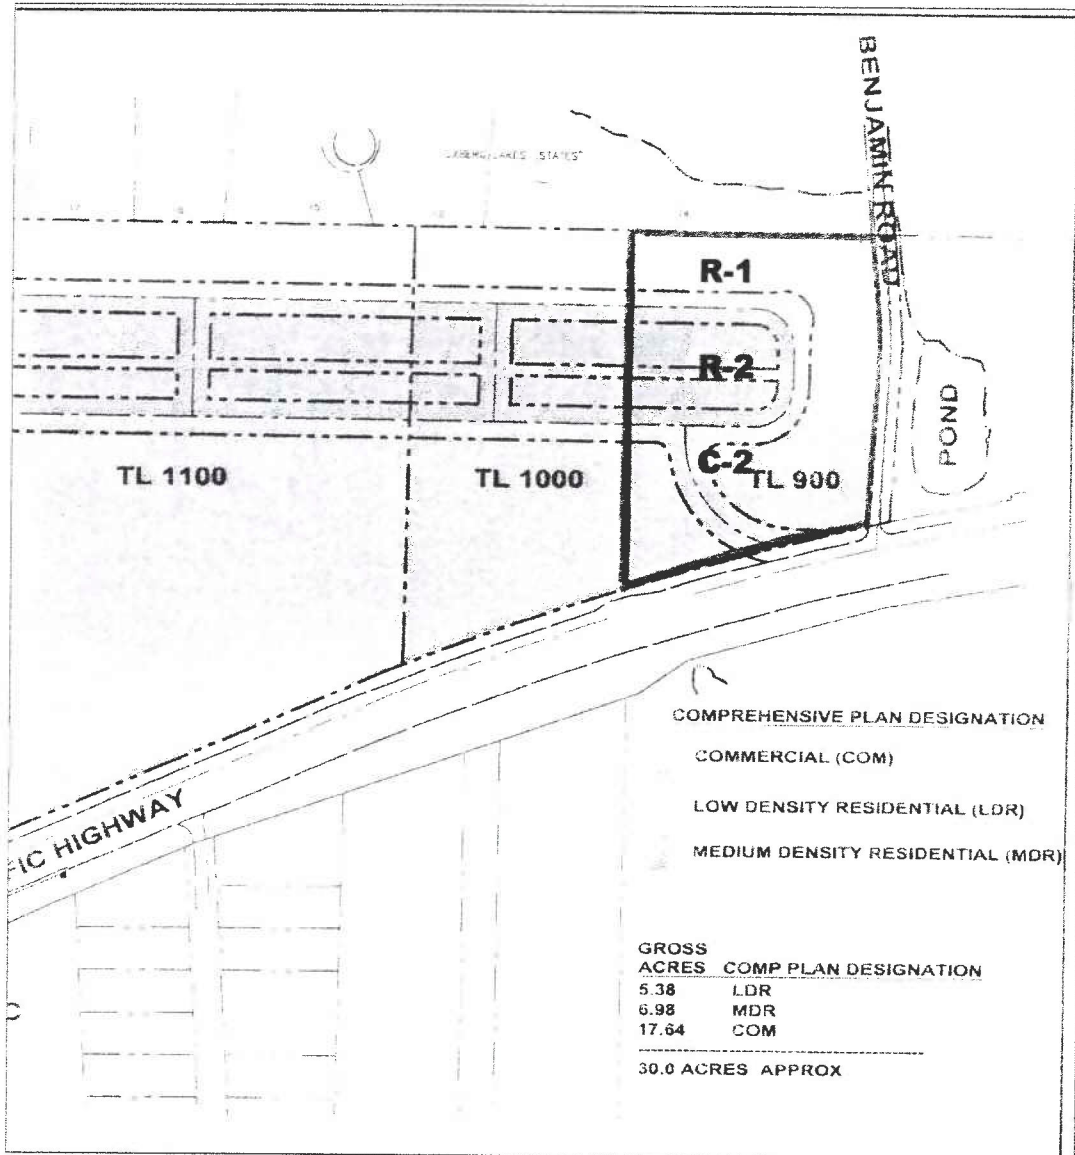 BENJAMIN ROAD
R-1
R-2
C-2
TL 1100
TL 1000
TL 900
POND
FIC HIGHWAY
COMPREHENSIVE PLAN DESIGNATION
COMMERCIAL (COM)
LOW DENSITY RESIDENTIAL (LDR)
MEDIUM DENSITY RESIDENTIAL (MDR)
GROSS
ACRES COMP PLAN DESIGNATION
5.38 LDR
6.98 MDR
17.64 COM
30.0 ACRES APPROX